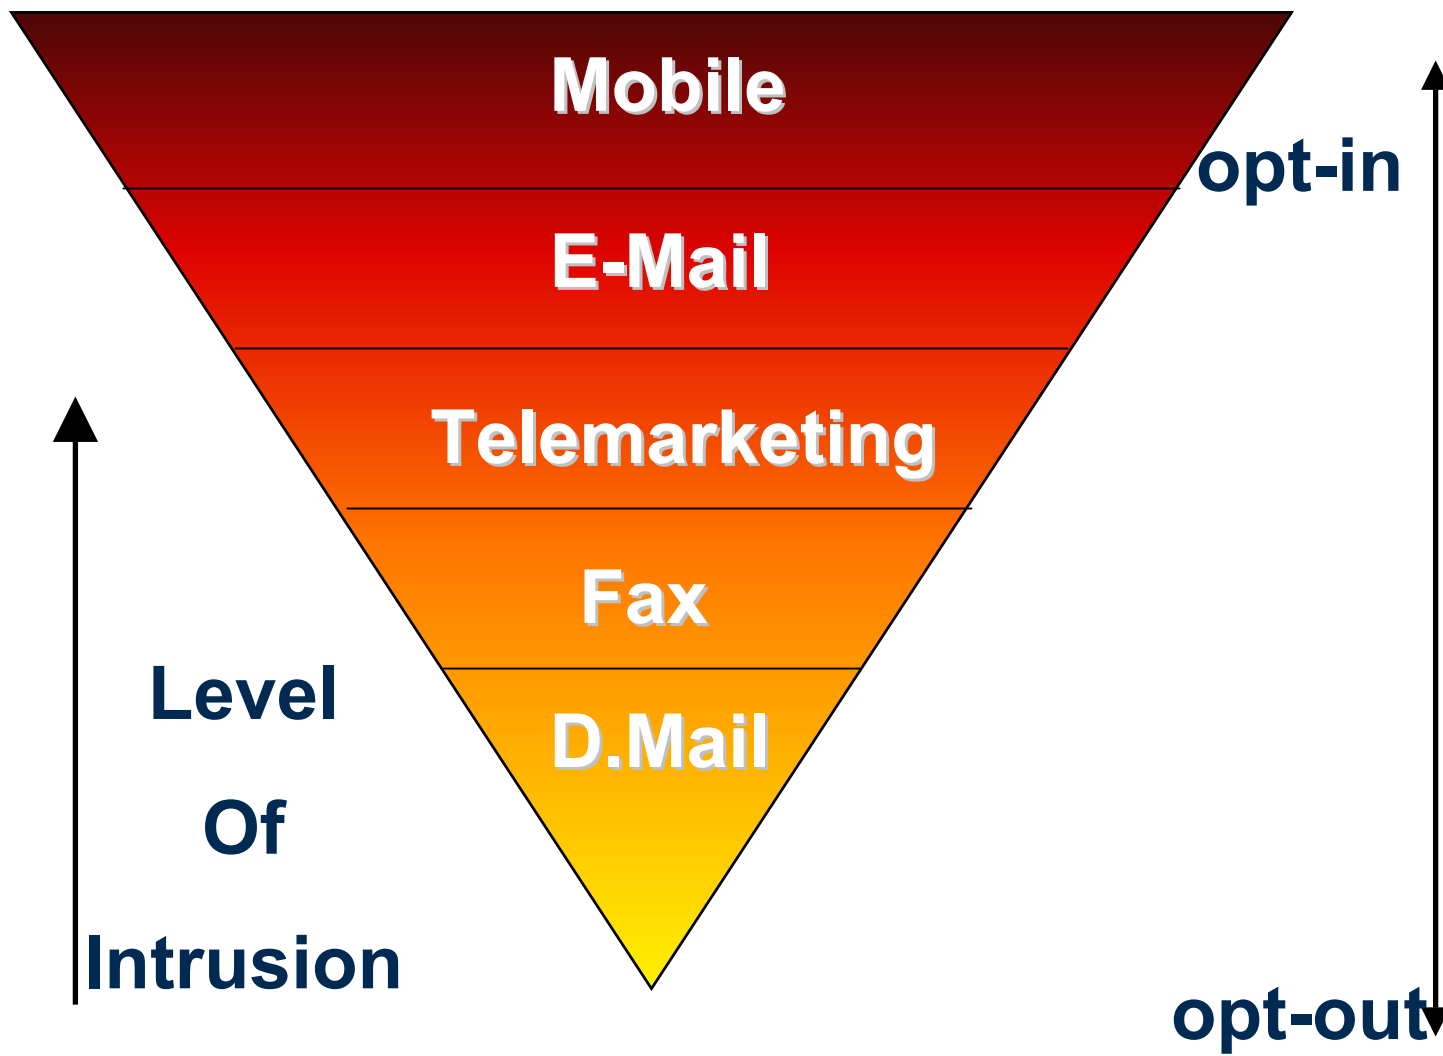 Mobile
opt-in
E-Mail
Telemarketing
Fax
Level
D.Mail
Of
Intrusion
opt-out